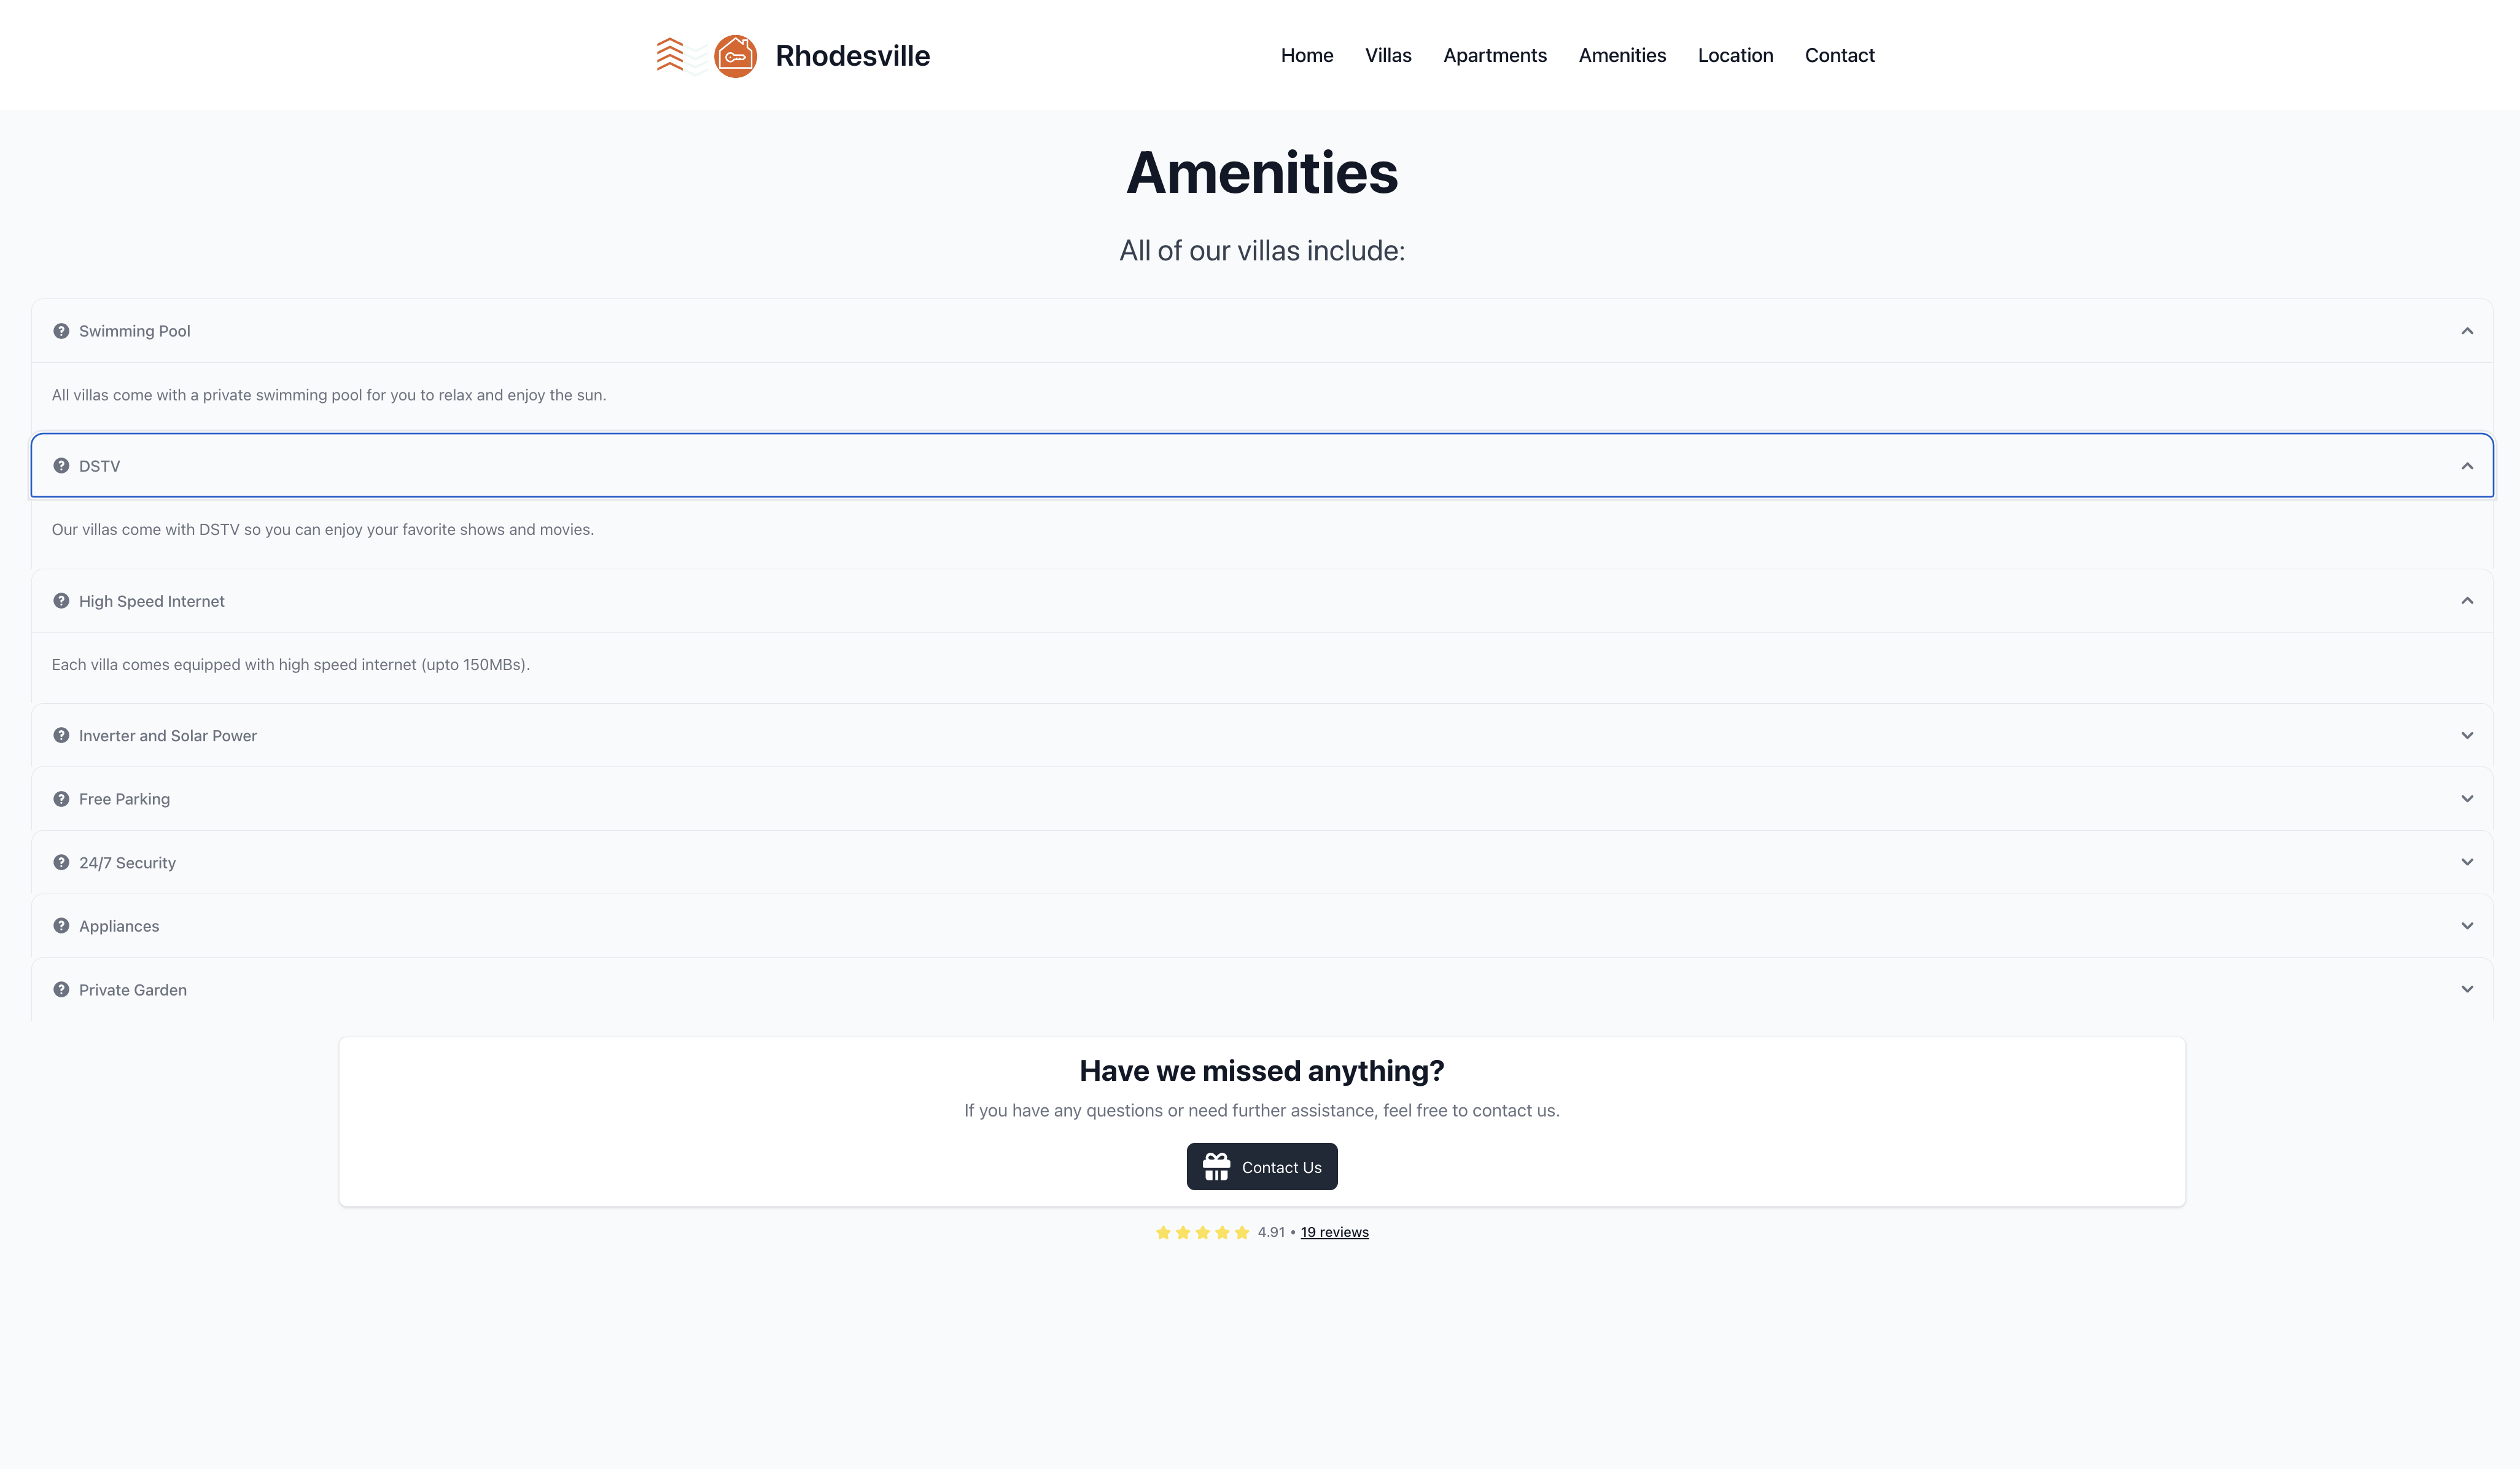 Rhodesville
Home Villas Apartments Amenities Location Contact
Amenities
All of our villas include:
Swimming Pool
All villas come with a private swimming pool for you to relax and enjoy the sun.
DSTV
Our villas come with DSTV so you can enjoy your favorite shows and movies.
High Speed Internet
Each villa comes equipped with high speed internet (upto 150MBs).
Inverter and Solar Power
Free Parking
24/7 Security
Appliances
Private Garden
Have we missed anything?
If you have any questions or need further assistance, feel free to contact us.
Contact Us
4.91 • 19 reviews